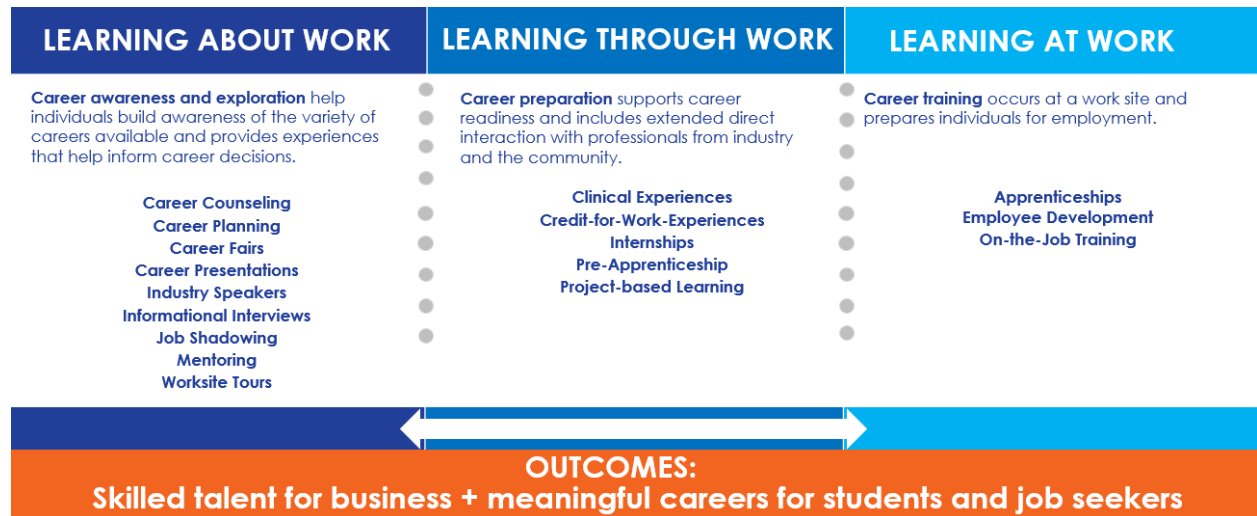 LEARNING ABOUT WORK
Career awareness and exploration help
individuals build awareness of the variety of
careers available and provides experiences
that help inform career decisions.
Career Counseling
Career Planning
Career Fairs
Career Presentations
Industry Speakers
Informational Interviews
Job Shadowing
Mentoring
Worksite Tours
LEARNING THROUGH WORK
Career preparation supports career
readiness and includes extended direct
interaction with professionals from industry
and the community.
Clinical Experiences
Credit-for-Work-Experiences
Internships
Pre-Apprenticeship
Project-based Learning
LEARNING AT WORK
Career training occurs at a work site and
prepares individuals for employment.
Apprenticeships
Employee Development
On-the-Job Training
OUTCOMES:
Skilled talent for business + meaningful careers for students and job seekers